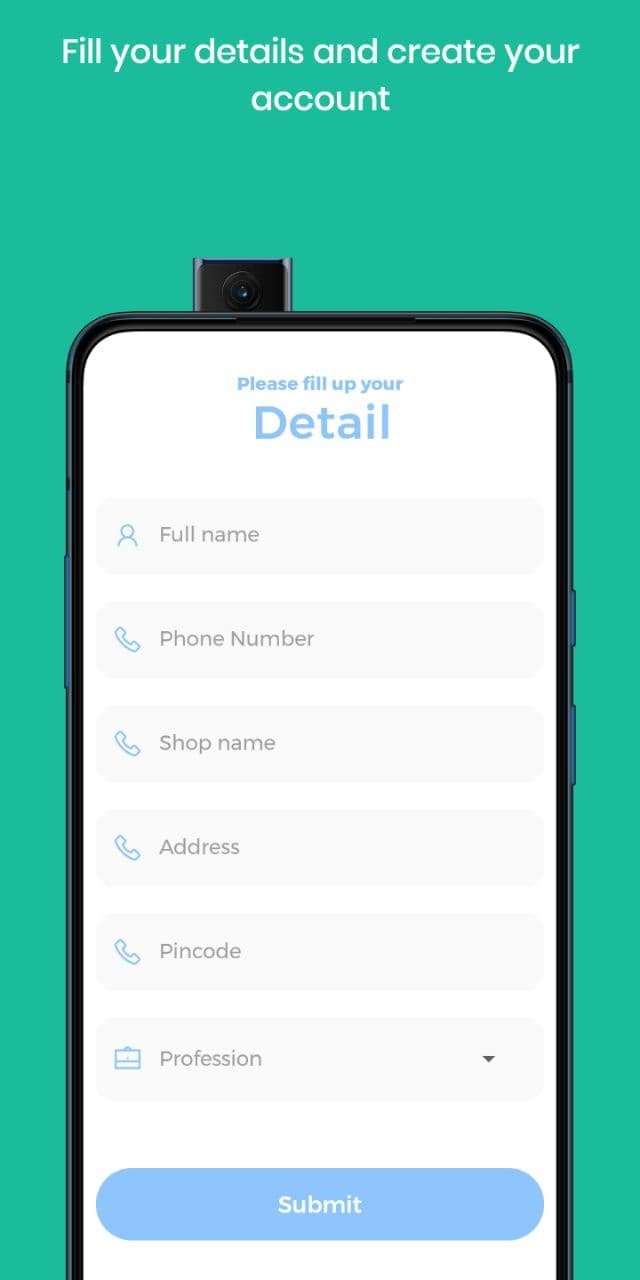 Fill your details and create your
account
Please fill up your
Detail
Full name
Phone Number
Shop name
Address
Pincode
Profession
Submit